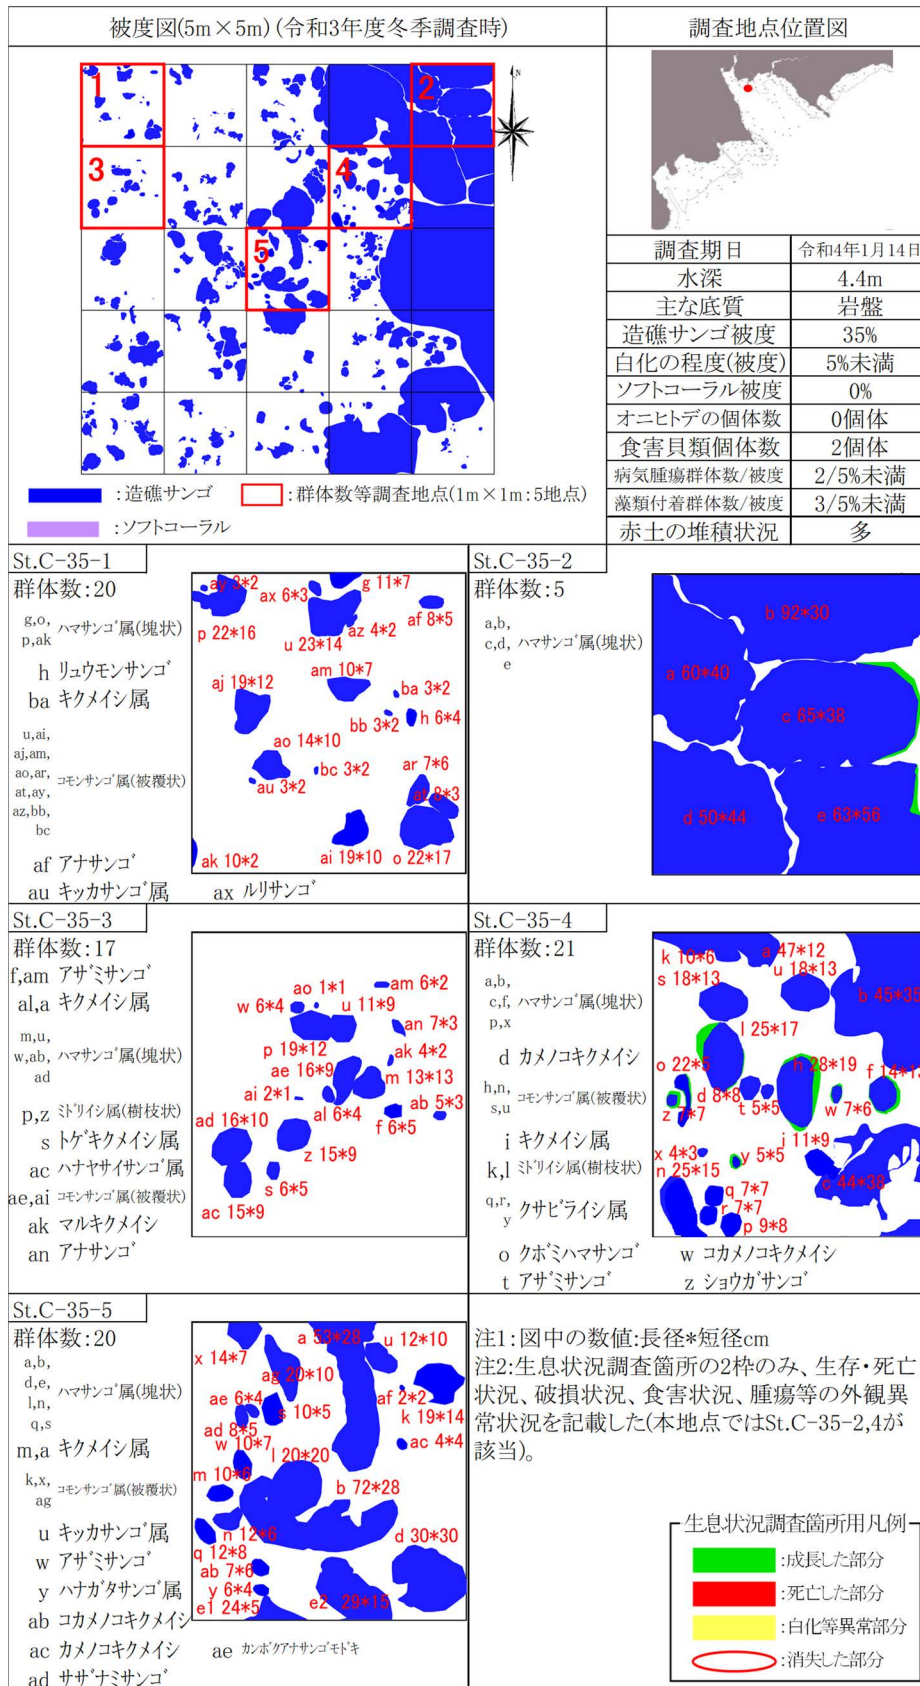 被度図(5m×5m) (令和3年度冬季調査時)
調査地点位置図
1
2
3
4
5
N
:造礁サンゴ
:群体数等調査地点(1m×1m:5地点)
:ソフトコーラル
調査期日 令和4年1月14日
水深 4.4m
主な底質 岩盤
造礁サンゴ被度 35%
白化の程度(被度) 5%未満
ソフトコーラル被度 0%
オニヒトデの個体数 0個体
食害貝類個体数 2個体
病気腫瘍群体数/被度 2/5%未満
藻類付着群体数/被度 3/5%未満
赤土の堆積状況 多
St.C-35-1
群体数:20
g,o,
p,ak ハマサンゴ属(塊状)
h リュウモンサンゴ
ba キクメイシ属
u,ai,
aj,am,
ao,ar, コモンサンゴ属(被覆状)
at,ay,
az,bb,
bc
af アナサンゴ
au キッカサンゴ属
ax ルリサンゴ
ay 3*2
ax 6*3
g 11*7
p 22*16
u 23*14
az 4*2
af 8*5
aj 19*12
am 10*7
ba 3*2
bb 3*2
h 6*4
ao 14*10
bc 3*2
ar 7*6
au 3*2
at 8*3
ak 10*2
ai 19*10
o 22*17
St.C-35-2
群体数:5
a,b,
c,d, ハマサンゴ属(塊状)
e
b 92*30
a 60*40
c 65*38
d 50*44
e 63*56
St.C-35-3
群体数:17
f,am アザミサンゴ
al,a キクメイシ属
m,u,
w,ab, ハマサンゴ属(塊状)
ad
p,z ミドリイシ属(樹枝状)
s トゲキクメイシ属
ac ハナヤサイサンゴ属
ae,ai コモンサンゴ属(被覆状)
ak マルキクメイシ
an アナサンゴ
ao 1*1
am 6*2
w 6*4
u 11*9
an 7*3
p 19*12
ak 4*2
ae 16*9
m 13*13
ai 2*1
ab 5*3
ad 16*10
al 6*4
f 6*5
z 15*9
s 6*5
ac 15*9
St.C-35-4
群体数:21
a,b,
c,f, ハマサンゴ属(塊状)
p,x
d カメノコキクメイシ
h,n, コモンサンゴ属(被覆状)
s,u
i キクメイシ属
k,l ミドリイシ属(樹枝状)
q,r,
y クサビライシ属
o クボミハマサンゴ
w コカメノコキクメイシ
t アザミサンゴ
z ショウガサンゴ
k 10*6
a 47*12
s 18*13
u 18*13
b 45*35
l 25*17
o 22*5
h 28*19
f 14*13
d 8*8
t 5*5
w 7*6
z 7*7
j 11*9
x 4*3
y 5*5
n 25*15
c 44*38
q 7*7
r 7*7
p 9*8
St.C-35-5
群体数:20
a,b,
d,e, ハマサンゴ属(塊状)
l,n,
q,s
m,a キクメイシ属
k,x, コモンサンゴ属(被覆状)
ag
u キッカサンゴ属
w アザミサンゴ
y ハナガタサンゴ属
ab コカメノコキクメイシ
ac カメノコキクメイシ
ad サザナミサンゴ
ae カンボクアナサンゴモドキ
a 53*28
u 12*10
x 14*7
ag 20*10
ae 6*4
af 2*2
s 10*5
k 19*14
ad 8*5
w 10*7
ac 4*4
l 20*20
m 10*6
b 72*28
n 12*6
d 30*30
q 12*8
ab 7*6
y 6*4
e1 24*5
e2 29*15
注1:図中の数値:長径*短径cm
注2:生息状況調査箇所の2枠のみ、生存・死亡
状況、破損状況、食害状況、腫瘍等の外観異
常状況を記載した(本地点ではSt.C-35-2,4が
該当)。
生息状況調査箇所用凡例
:成長した部分
:死亡した部分
:白化等異常部分
:消失した部分